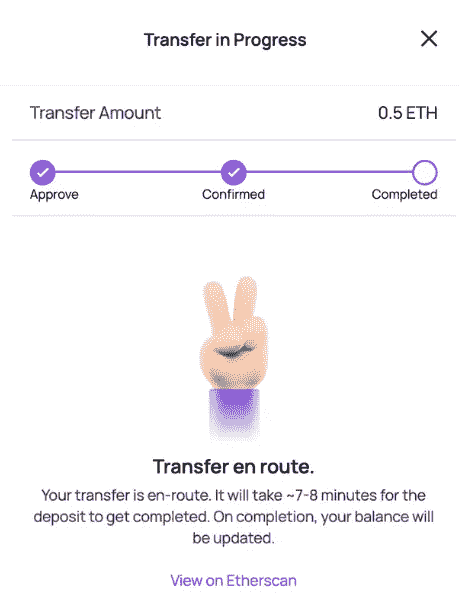 Transfer in Progress
Transfer Amount 0.5 ETH
Approve Confirmed Completed
Transfer en route.
Your transfer is en-route. It will take ~7-8 minutes for the
deposit to get completed. On completion, your balance will
be updated.
View on Etherscan